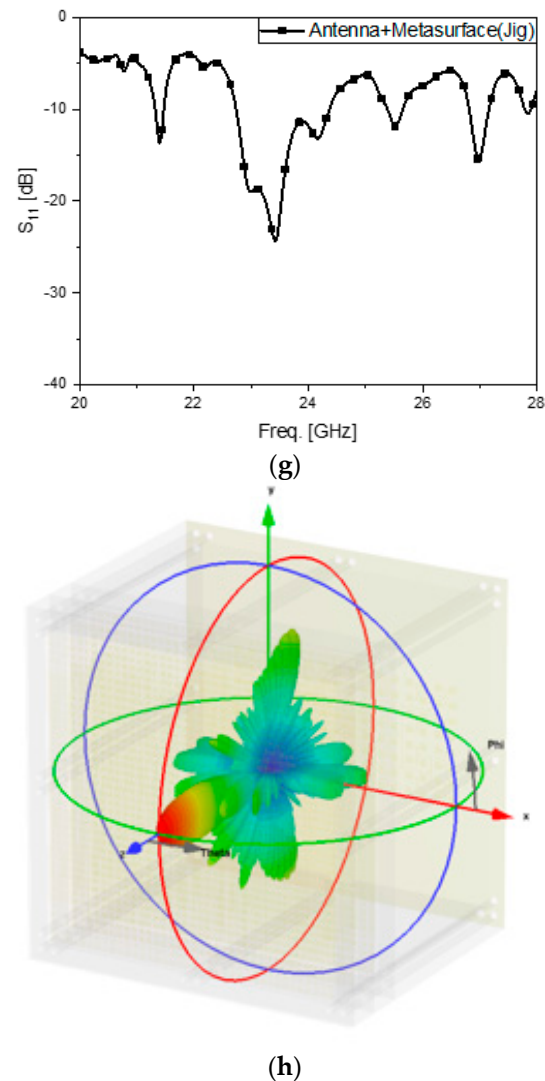 0
Antenna+Metasurface(Jig)
-10
-20
-30
-40
S11 [dB]
20
22
24
26
28
Freq. [GHz]
(g)
y
Phi
x
z
Theta
(h)